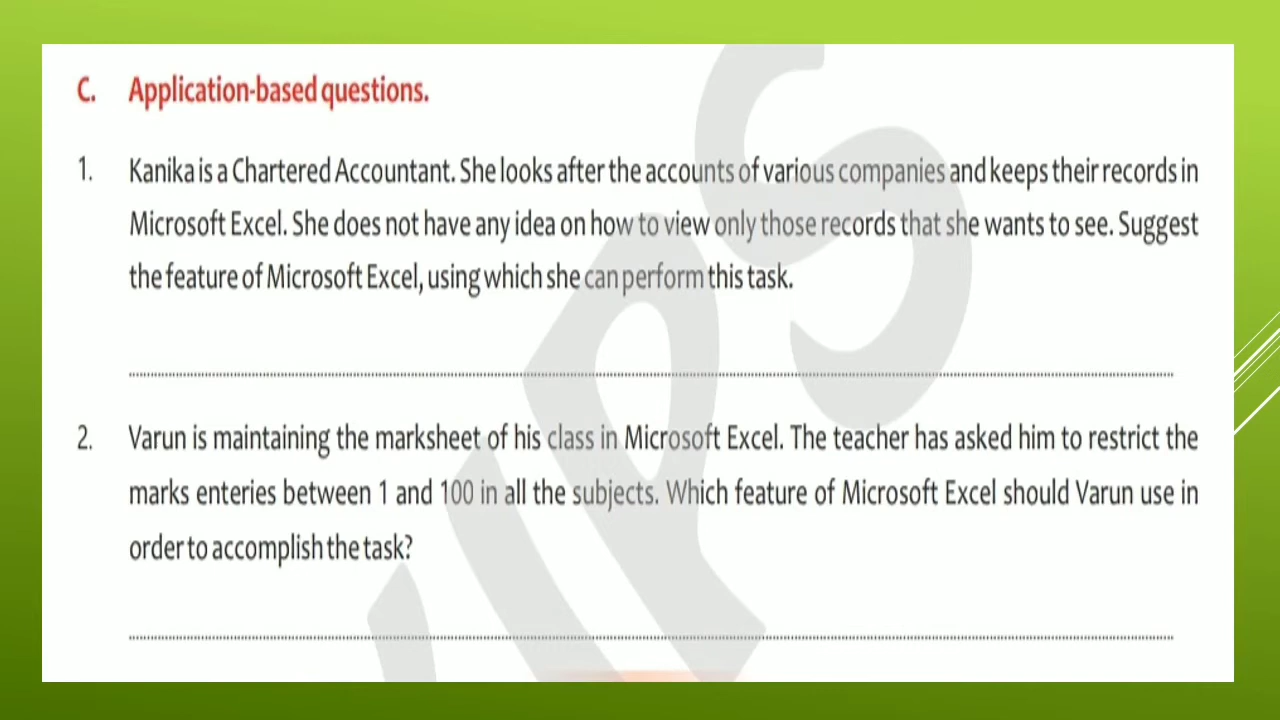 C. Application-based questions.
1. Kanika is a Chartered Accountant. She looks after the accounts of various companies and keeps their records in
Microsoft Excel. She does not have any idea on how to view only those records that she wants to see. Suggest
the feature of Microsoft Excel, using which she can perform this task.
2. Varun is maintaining the marksheet of his class in Microsoft Excel. The teacher has asked him to restrict the
marks enteries between 1 and 100 in all the subjects. Which feature of Microsoft Excel should Varun use in
order to accomplish the task?